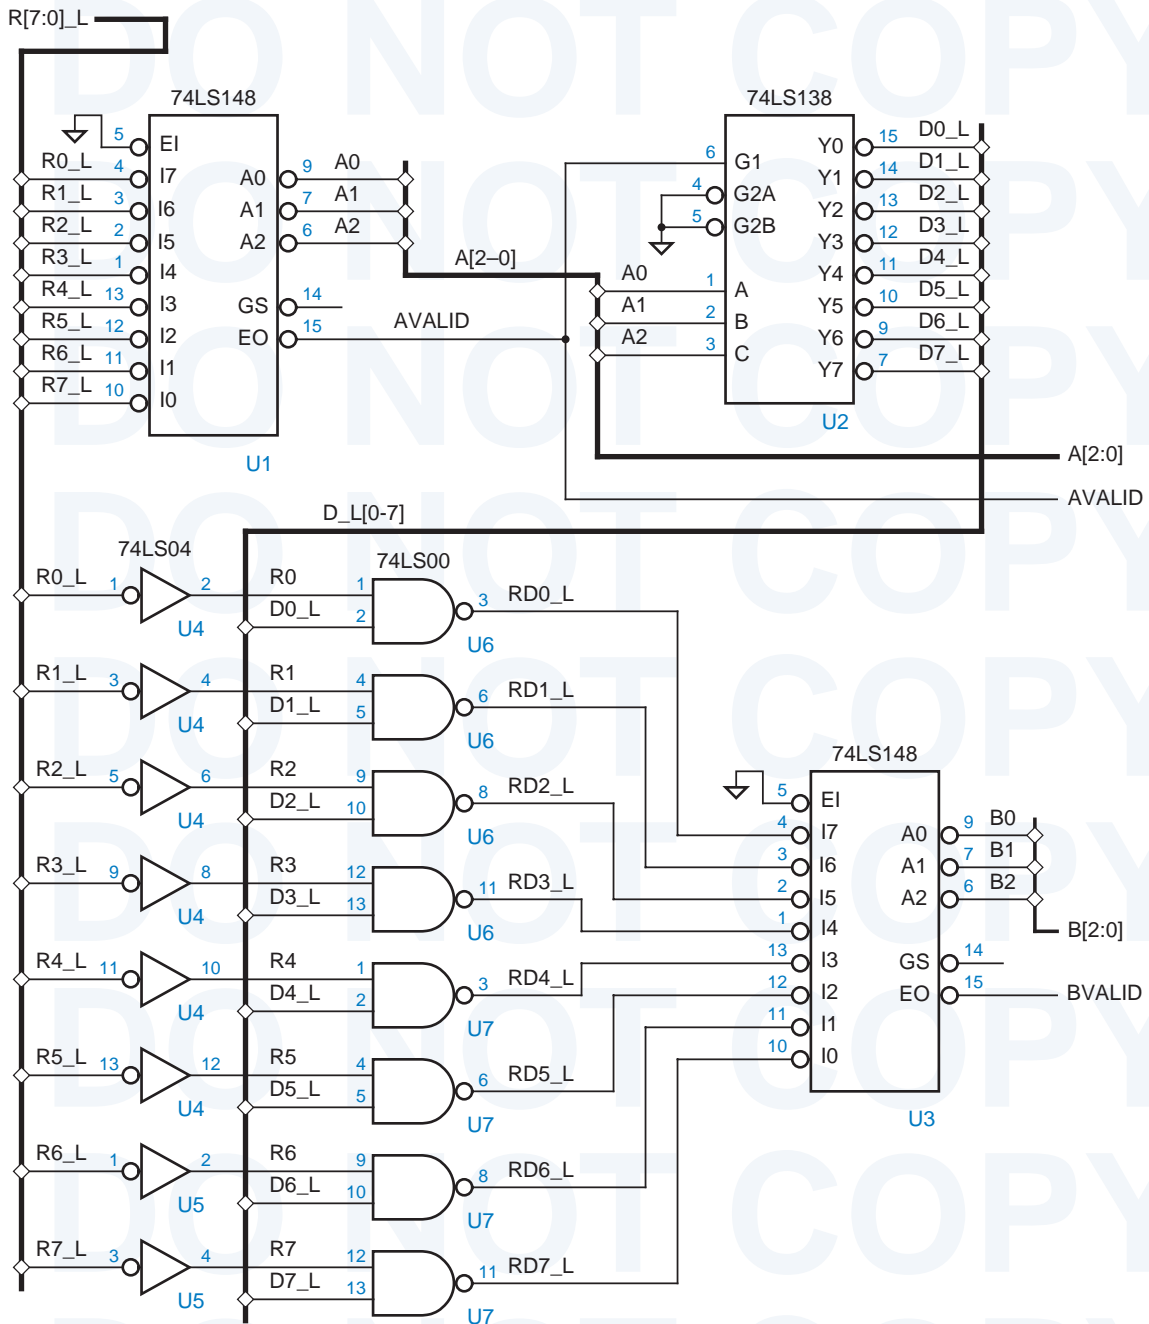 DO NOT COPY
R[7:0]_L
74LS148
5 EI
R0_L 4 I7
R1_L 3 I6
R2_L 2 I5
R3_L 1 I4
R4_L 13 I3
R5_L 12 I2
R6_L 11 I1
R7_L 10 I0
A0 9 A0
A1 7 A1
A2 6 A2
GS 14
EO 15 AVALID
U1
A[2–0]
74LS138
6 G1
4 G2A
5 G2B
A0 1 A
A1 2 B
A2 3 C
Y0 15 D0_L
Y1 14 D1_L
Y2 13 D2_L
Y3 12 D3_L
Y4 11 D4_L
Y5 10 D5_L
Y6 9 D6_L
Y7 7 D7_L
U2
A[2:0]
AVALID
D_L[0-7]
74LS04
74LS00
R0_L 1 2 R0 1 3 RD0_L
D0_L 2
U4 U6
R1_L 3 4 R1 4 6 RD1_L
D1_L 5
U4 U6
R2_L 5 6 R2 9 8 RD2_L
D2_L 10
U4 U6
R3_L 9 8 R3 12 11 RD3_L
D3_L 13
U4 U6
R4_L 11 10 R4 1 3 RD4_L
D4_L 2
U4 U7
R5_L 13 12 R5 4 6 RD5_L
D5_L 5
U4 U7
R6_L 1 2 R6 9 8 RD6_L
D6_L 10
U5 U7
R7_L 3 4 R7 12 11 RD7_L
D7_L 13
U5 U7
74LS148
5 EI
4 I7
3 I6
2 I5
1 I4
13 I3
12 I2
11 I1
10 I0
A0 9 B0
A1 7 B1
A2 6 B2
B[2:0]
GS 14
EO 15 BVALID
U3